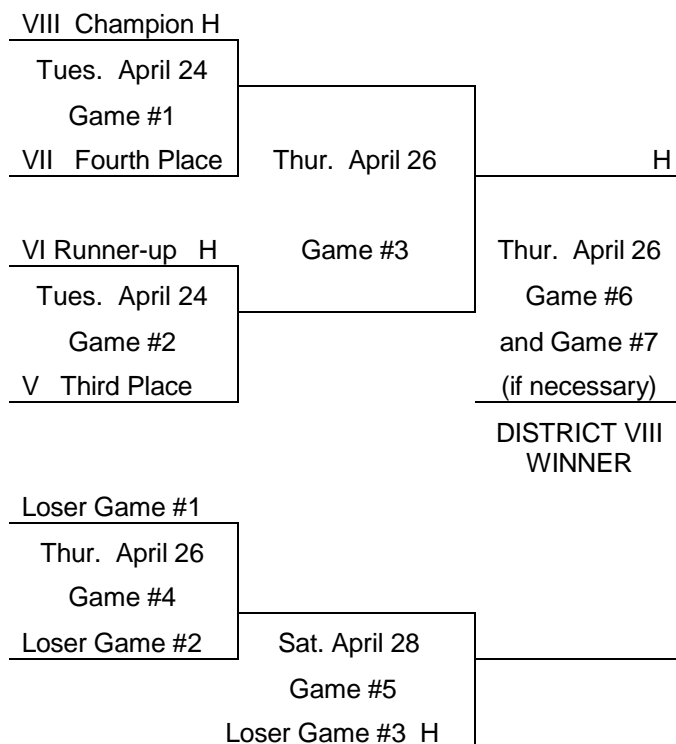 VIII Champion H
Tues. April 24
Game #1
VII Fourth Place
Thur. April 26
H
VI Runner-up H
Game #3
Thur. April 26
Tues. April 24
Game #6
Game #2
and Game #7
V Third Place
(if necessary)
DISTRICT VIII
WINNER
Loser Game #1
Thur. April 26
Game #4
Loser Game #2
Sat. April 28
Game #5
Loser Game #3 H